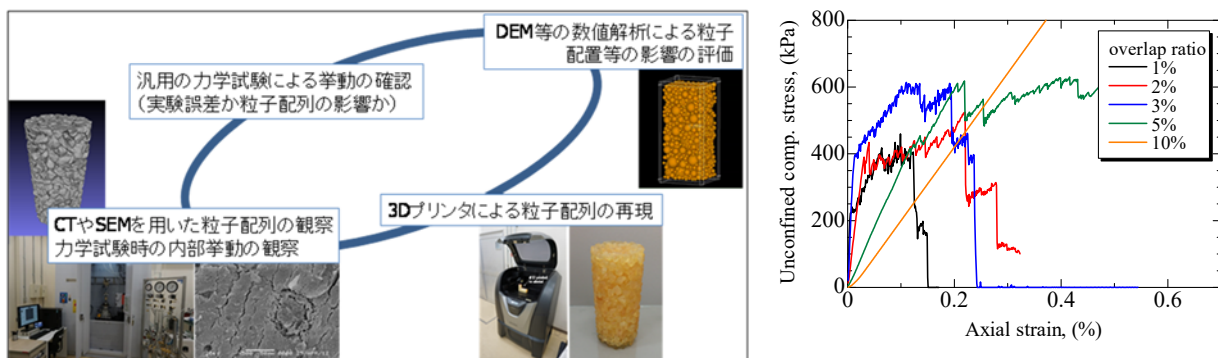 DEM等の数値解析による粒子
配置等の影響の評価
汎用の力学試験による挙動の確認
（実験誤差か粒子配列の影響か）
CTやSEMを用いた粒子配列の観察
力学試験時の内部挙動の観察
3Dプリンタによる粒子配列の再現
Unconfined comp. stress, (kPa)
800
600
400
200
0
0
0.2
0.4
0.6
Axial strain, (%)
overlap ratio
1%
2%
3%
5%
10%